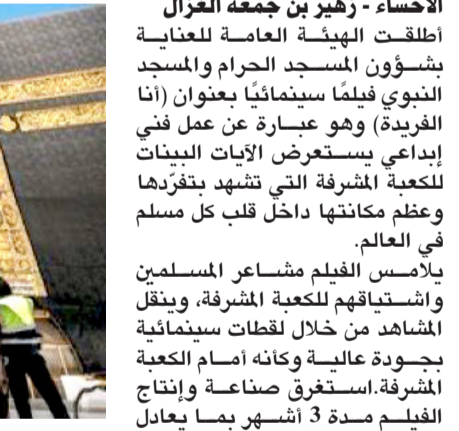 الأحساء - زهير بن جمعه الغزال
أطلقت الهيئة العامة للعناية
بشؤون المسجد الحرام والمسجد
النبوي فيلمًا سينمائيًا بعنوان (أنا
الفريدة) وهو عبارة عن عمل فني
إبداعي يستعرض الآيات البينات
للكعبة المشرفة التي تشهد بتفرّدها
وعظم مكانتها داخل قلب كل مسلم
في العالم.
يلامس الفيلم مشاعر المسلمين
واشتياقهم للكعبة المشرفة، وينقل
المشاهد من خلال لقطات سينمائية
بجودة عالية وكأنه أمام الكعبة
المشرفة.استغرق صناعة وإنتاج
الفيلم مدة 3 أشهر بما يعادل